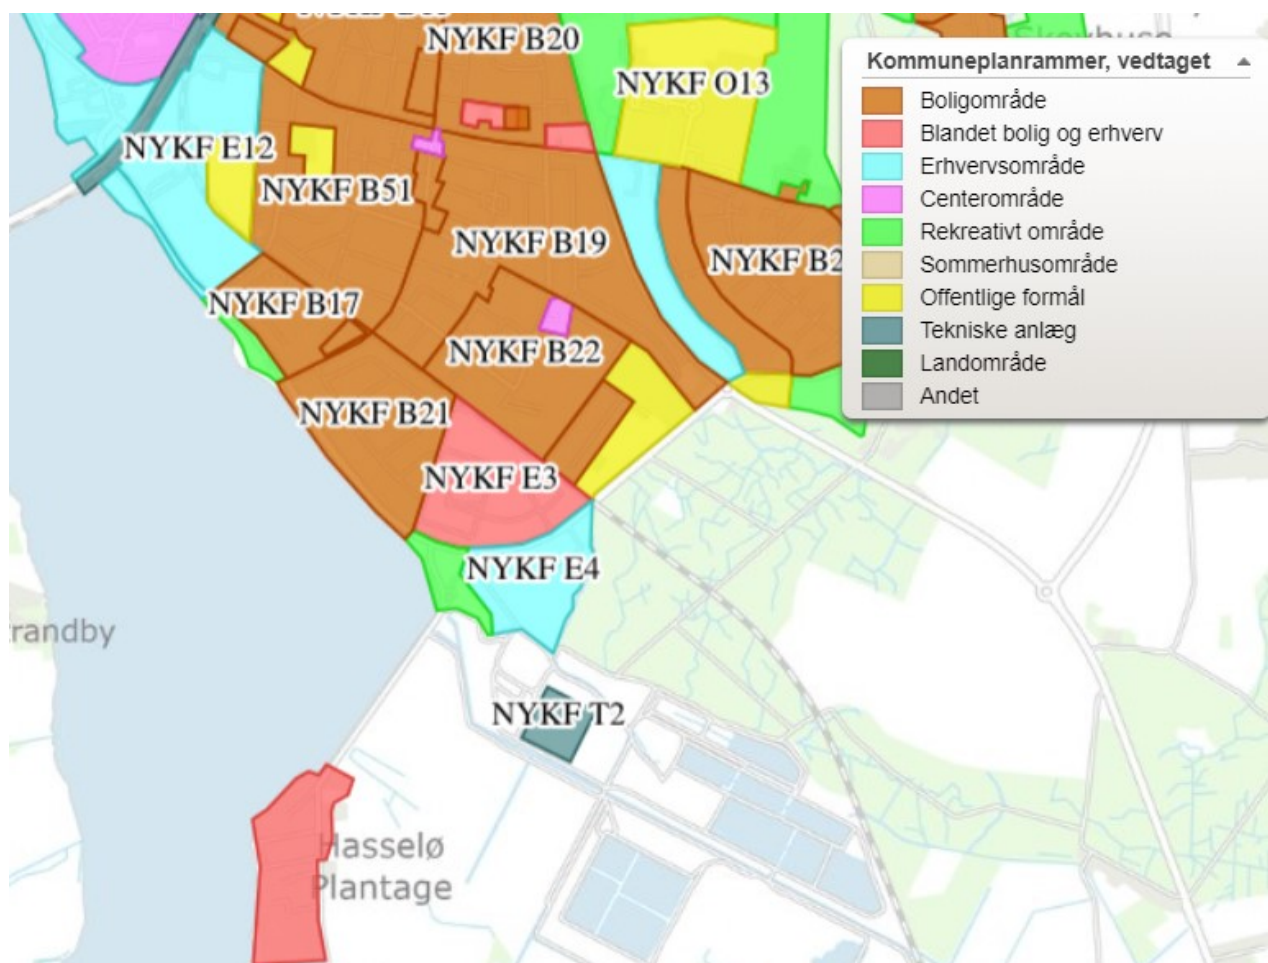 NYKF B20
NYKF O13
NYKF E12
NYKF B51
NYKF B19
NYKF B2
NYKF B17
NYKF B22
NYKF B21
NYKF E3
NYKF E4
randby
NYKF T2
Hasselø
Plantage
Kommuneplanrammer, vedtaget
Boligområde
Blandet bolig og erhverv
Erhvervsområde
Centerområde
Rekreativt område
Sommerhusområde
Offentlige formål
Tekniske anlæg
Landområde
Andet